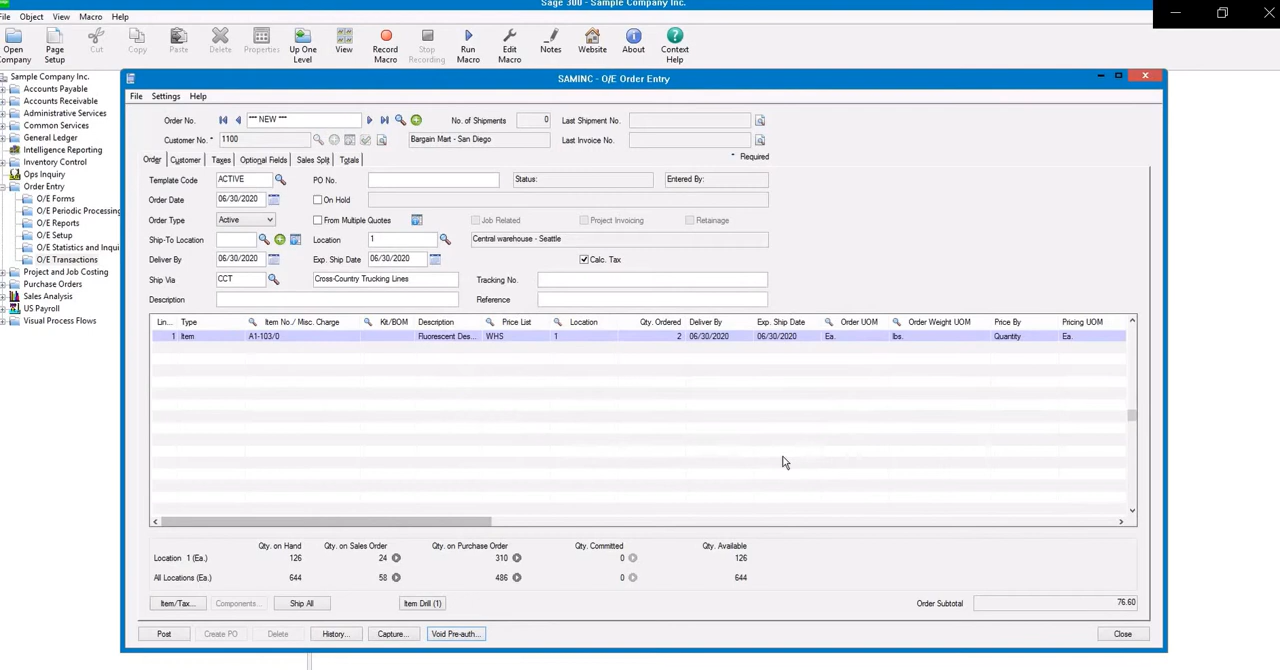 Sage 300 - Sample Company Inc.
File Object View Macro Help
Open Company
Page Setup
Cut
Copy
Paste
Delete
Properties
Up One Level
View
Record Macro
Stop Recording
Run Macro
Edit Macro
Notes
Website
About
Context Help
Sample Company Inc.
Accounts Payable
Accounts Receivable
Administrative Services
Common Services
General Ledger
Intelligence Reporting
Inventory Control
Ops Inquiry
Order Entry
O/E Forms
O/E Periodic Processing
O/E Reports
O/E Setup
O/E Statistics and Inqui
O/E Transactions
Project and Job Costing
Purchase Orders
Sales Analysis
US Payroll
Visual Process Flows
SAMINC - O/E Order Entry
File Settings Help
Order No. *** NEW *** No. of Shipments 0 Last Shipment No.
Customer No. * 1100 Bargain Mart - San Diego Last Invoice No.
* Required
Order Customer Taxes Optional Fields Sales Split Totals
Template Code ACTIVE PO No. Status: Entered By:
Order Date 06/30/2020 On Hold
Order Type Active From Multiple Quotes Job Related Project Invoicing Retainage
Ship-To Location Location 1 Central warehouse - Seattle
Deliver By 06/30/2020 Exp. Ship Date 06/30/2020 Calc. Tax
Ship Via CCT Cross-Country Trucking Lines Tracking No.
Description Reference
Lin... Type Item No./ Misc. Charge Kit/BOM Description Price List Location Qty. Ordered Deliver By Exp. Ship Date Order UOM Order Weight UOM Price By Pricing UOM
1 Item A1-103/0 Fluorescent Des... WHS 1 2 06/30/2020 06/30/2020 Ea. lbs. Quantity Ea.
Qty. on Hand Qty. on Sales Order Qty. on Purchase Order Qty. Committed Qty. Available
Location 1 (Ea.) 126 24 310 0 126
All Locations (Ea.) 644 58 486 0 644
Item/Tax... Components... Ship All Item Drill (1) Order Subtotal 76.60
Post Create PO Delete History... Capture... Void Pre-auth... Close